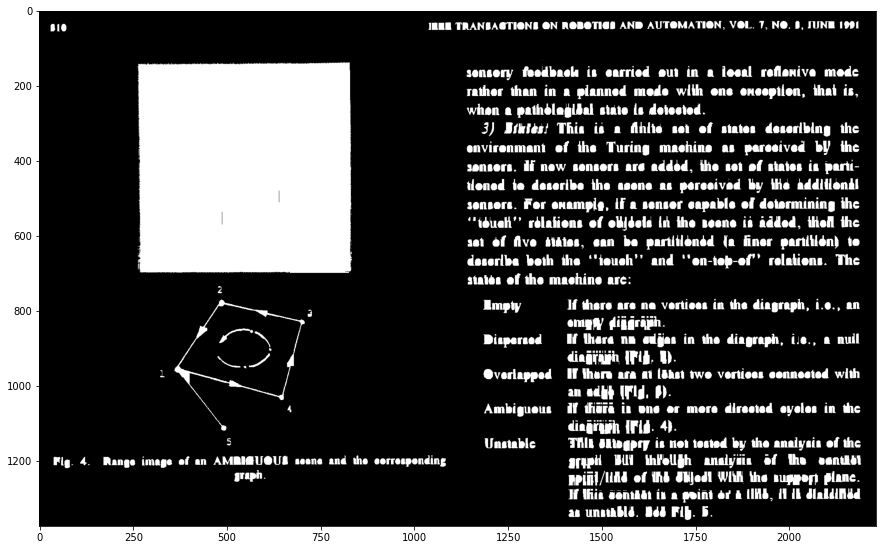 0
200
400
600
800
1000
1200
0
250
500
750
1000
1250
1500
1750
2000
810 IEEE TRANSACTIONS ON ROBOTICS AND AUTOMATION, VOL. 7, NO. 3, JUNE 1991
2
3
1
4
5
Fig. 4. Range image of an AMBIGUOUS scene and the corresponding
graph.
sensory feedback is carried out in a local reflexive mode
rather than in a planned mode with one exception, that is,
when a pathological state is detected.
3) States: This is a finite set of states describing the
environment of the Turing machine as perceived by the
sensors. If new sensors are added, the set of states is parti-
tioned to describe the scene as perceived by the additional
sensors. For example, if a sensor capable of determining the
"touch" relations of objects in the scene is added, then the
set of five states, can be partitioned (a finer partition) to
describe both the "touch" and "on-top-of" relations. The
states of the machine are:
Empty If there are no vertices in the diagraph, i.e., an
empty diagraph.
Dispersed If there no edges in the diagraph, i.e., a null
diagraph (Fig. ).
Overlapped If there are at least two vertices connected with
an edge (Fig. ).
Ambiguous If there is one or more directed cycles in the
diagraph (Fig. 4).
Unstable This category is not tested by the analysis of the
graph but through analysis of the contact
point/line of the object with the support plane.
If this contact is a point or a line, it is classified
as unstable. See Fig. 5.